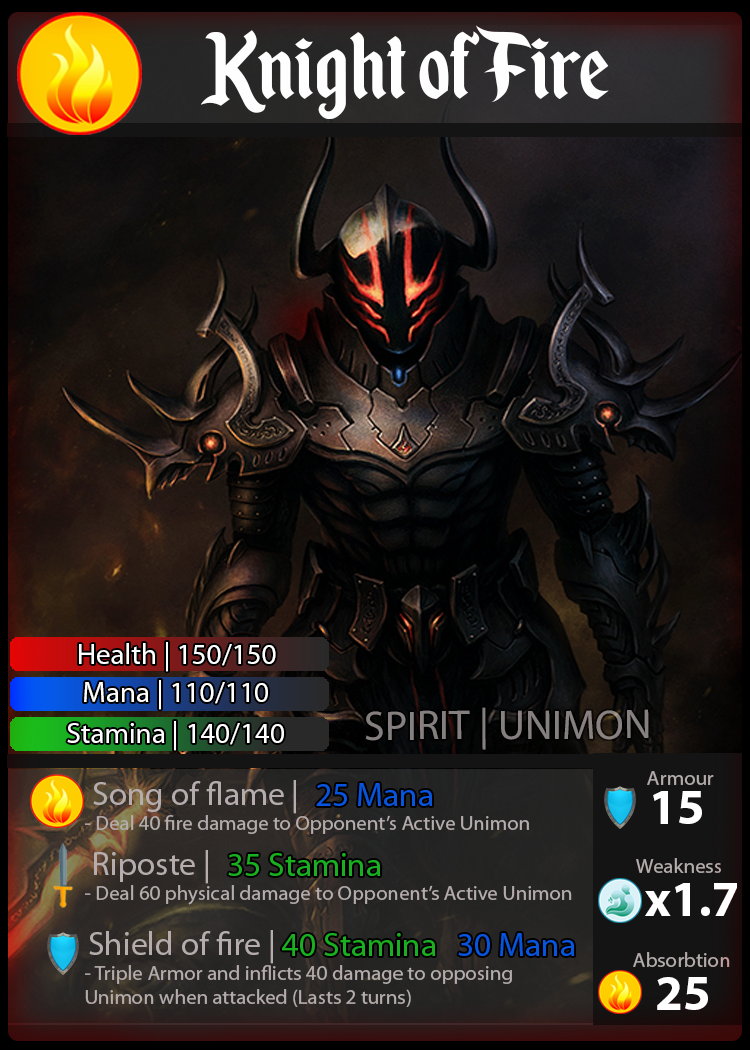 Knight of Fire
Health | 150/150
Mana | 110/110
Stamina | 140/140
SPIRIT | UNIMON
Song of flame | 25 Mana
- Deal 40 fire damage to Opponent's Active Unimon
Riposte | 35 Stamina
- Deal 60 physical damage to Opponent's Active Unimon
Shield of fire | 40 Stamina 30 Mana
- Triple Armor and inflicts 40 damage to opposing
Unimon when attacked (Lasts 2 turns)
Armour
15
Weakness
x1.7
Absorbtion
25